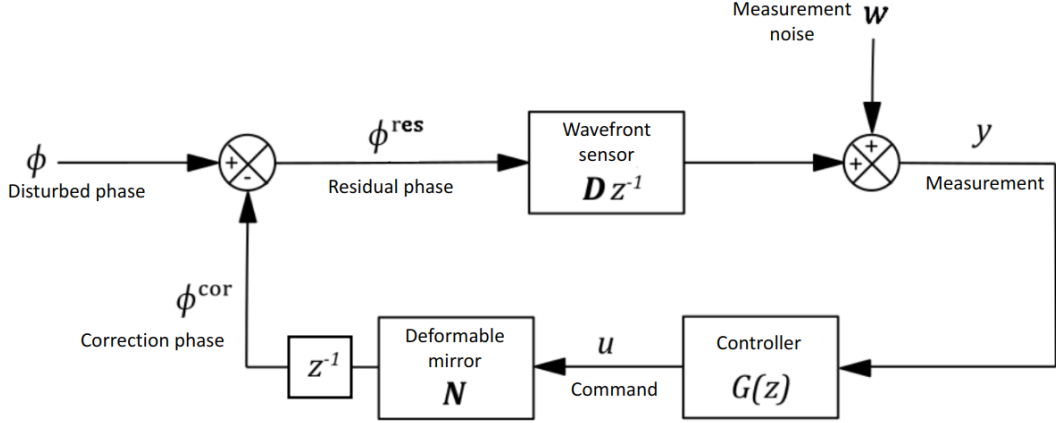 Measurement noise w
ϕ
Disturbed phase
+
-
ϕ^res
Residual phase
Wavefront
sensor
D z^-1
+
+
y
Measurement
ϕ^cor
Correction phase
z^-1
Deformable
mirror
N
u
Command
Controller
G(z)